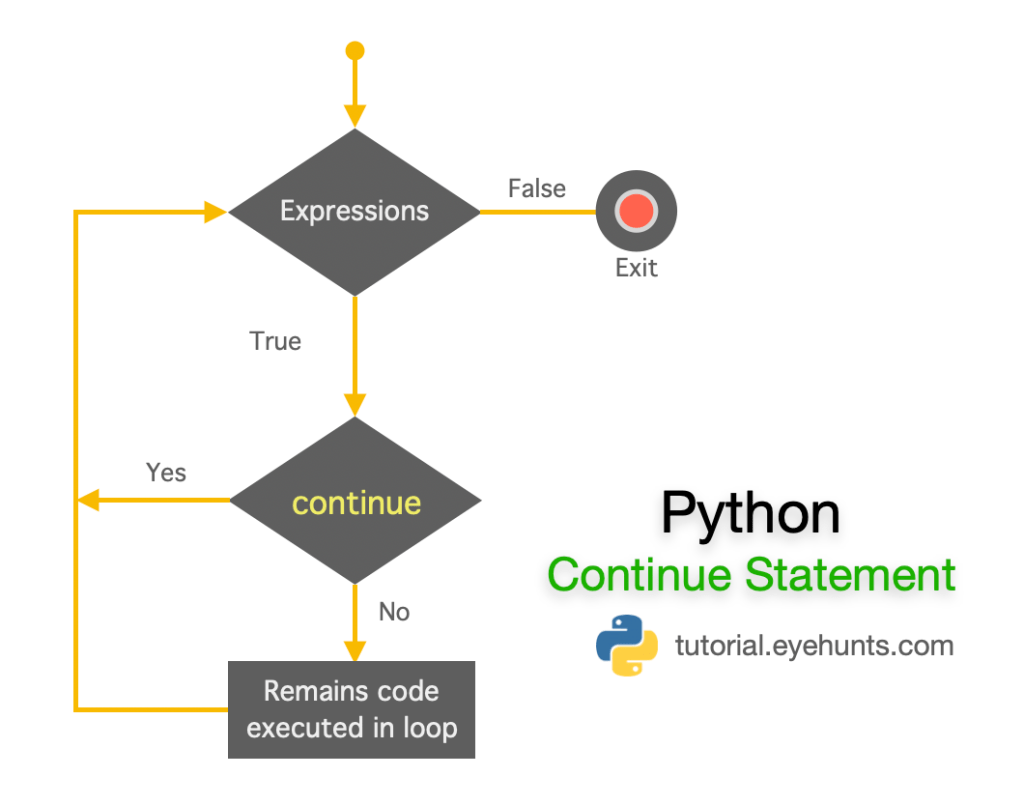 Expressions
False
Exit
True
Yes
continue
No
Remains code
executed in loop
Python
Continue Statement
tutorial.eyehunts.com